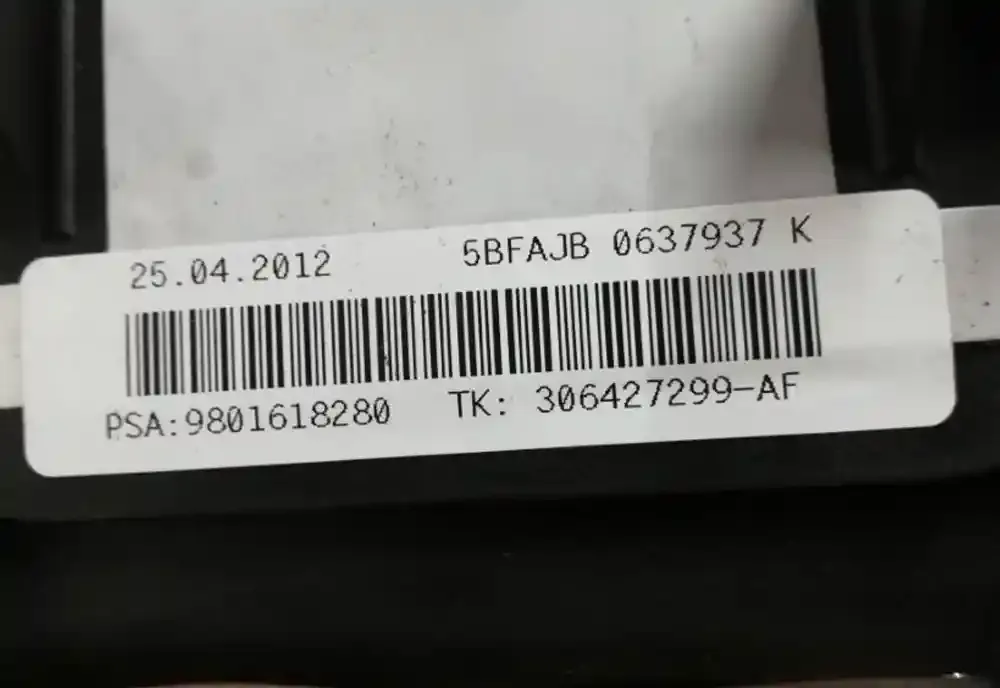 25.04.2012 5BFAJB 0637937 K
PSA:9801618280 TK: 306427299-AF